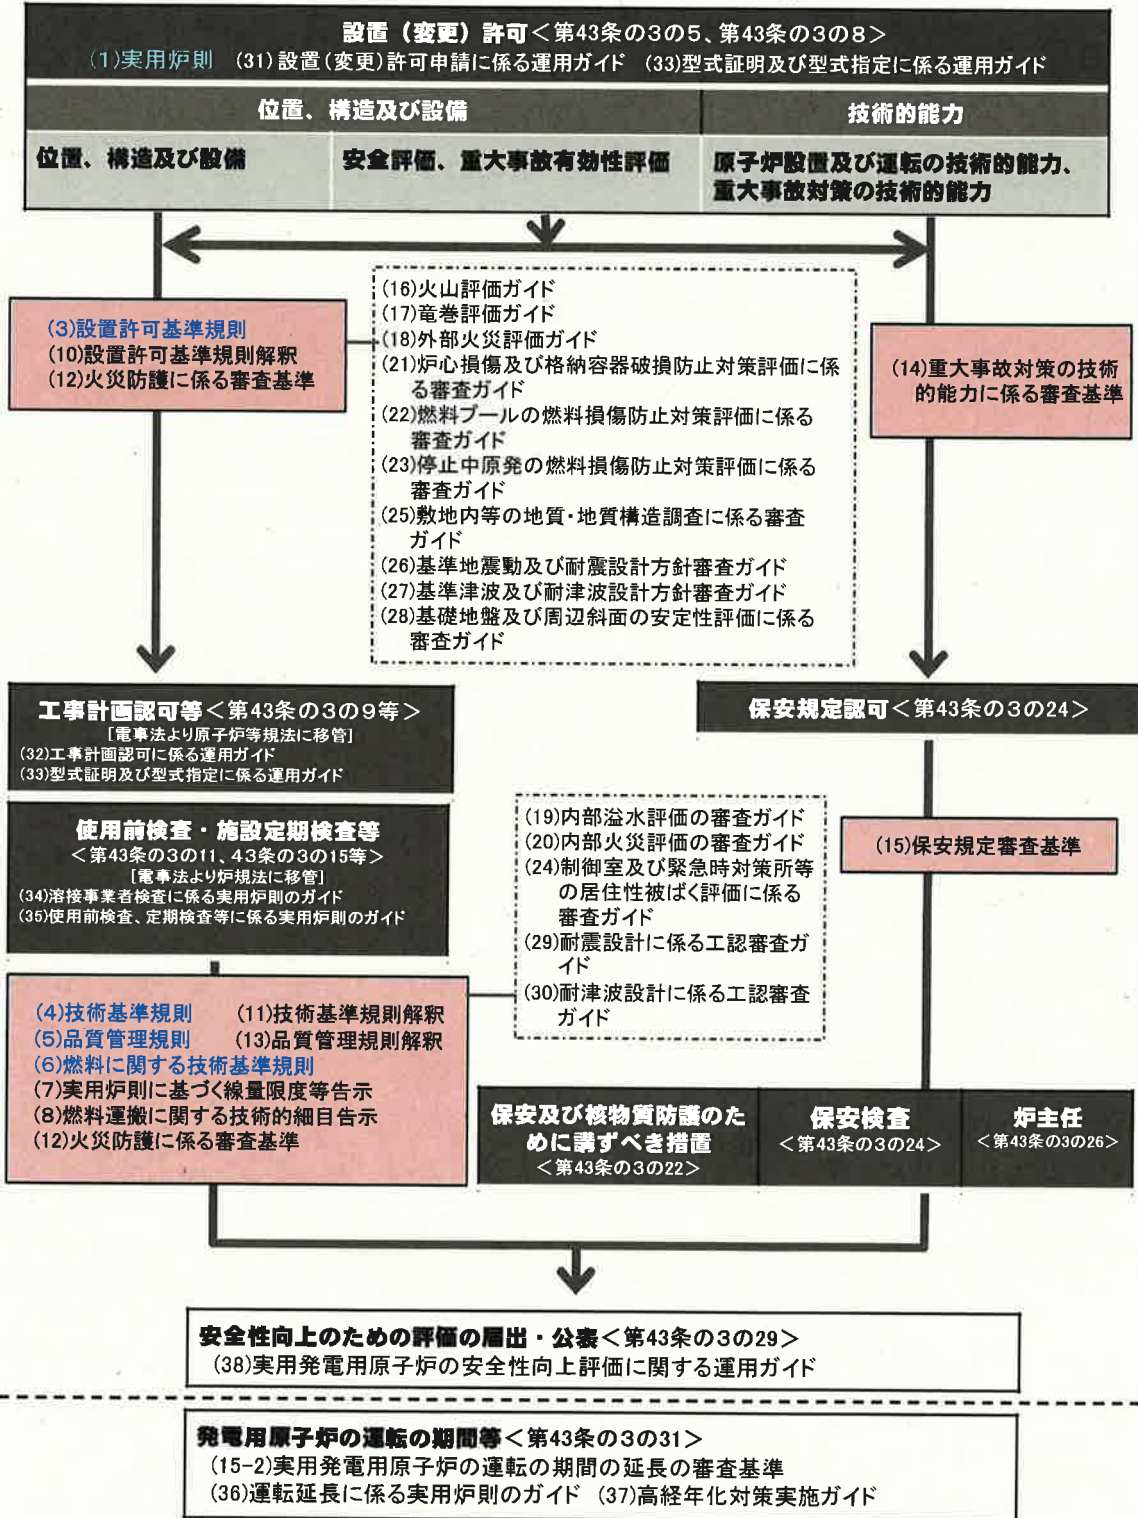 設置（変更）許可＜第43条の3の5、第43条の3の8＞
(1)実用炉則 (31)設置(変更)許可申請に係る運用ガイド (33)型式証明及び型式指定に係る運用ガイド
位置、構造及び設備
技術的能力
位置、構造及び設備
安全評価、重大事故有効性評価
原子炉設置及び運転の技術的能力、
重大事故対策の技術的能力
(3)設置許可基準規則
(10)設置許可基準規則解釈
(12)火災防護に係る審査基準
(16)火山評価ガイド
(17)竜巻評価ガイド
(18)外部火災評価ガイド
(21)炉心損傷及び格納容器破損防止対策評価に係
る審査ガイド
(22)燃料プールの燃料損傷防止対策評価に係る
審査ガイド
(23)停止中原発の燃料損傷防止対策評価に係る
審査ガイド
(25)敷地内等の地質・地質構造調査に係る審査
ガイド
(26)基準地震動及び耐震設計方針審査ガイド
(27)基準津波及び耐津波設計方針審査ガイド
(28)基礎地盤及び周辺斜面の安定性評価に係る
審査ガイド
(14)重大事故対策の技術
的能力に係る審査基準
工事計画認可等＜第43条の3の9等＞
[電事法より原子炉等規法に移管]
(32)工事計画認可に係る運用ガイド
(33)型式証明及び型式指定に係る運用ガイド
保安規定認可＜第43条の3の24＞
使用前検査・施設定期検査等
＜第43条の3の11、43条の3の15等＞
[電事法より炉規法に移管]
(34)溶接事業者検査に係る実用炉則のガイド
(35)使用前検査、定期検査等に係る実用炉則のガイド
(19)内部溢水評価の審査ガイド
(20)内部火災評価の審査ガイド
(24)制御室及び緊急時対策所等
の居住性被ばく評価に係る
審査ガイド
(29)耐震設計に係る工認審査ガ
イド
(30)耐津波設計に係る工認審査
ガイド
(15)保安規定審査基準
(4)技術基準規則 (11)技術基準規則解釈
(5)品質管理規則 (13)品質管理規則解釈
(6)燃料に関する技術基準規則
(7)実用炉則に基づく線量限度等告示
(8)燃料運搬に関する技術的細目告示
(12)火災防護に係る審査基準
保安及び核物質防護のた
めに講ずべき措置
＜第43条の3の22＞
保安検査
＜第43条の3の24＞
炉主任
＜第43条の3の26＞
安全性向上のための評価の届出・公表＜第43条の3の29＞
(38)実用発電用原子炉の安全性向上評価に関する運用ガイド
発電用原子炉の運転の期間等＜第43条の3の31＞
(15-2)実用発電用原子炉の運転の期間の延長の審査基準
(36)運転延長に係る実用炉則のガイド (37)高経年化対策実施ガイド